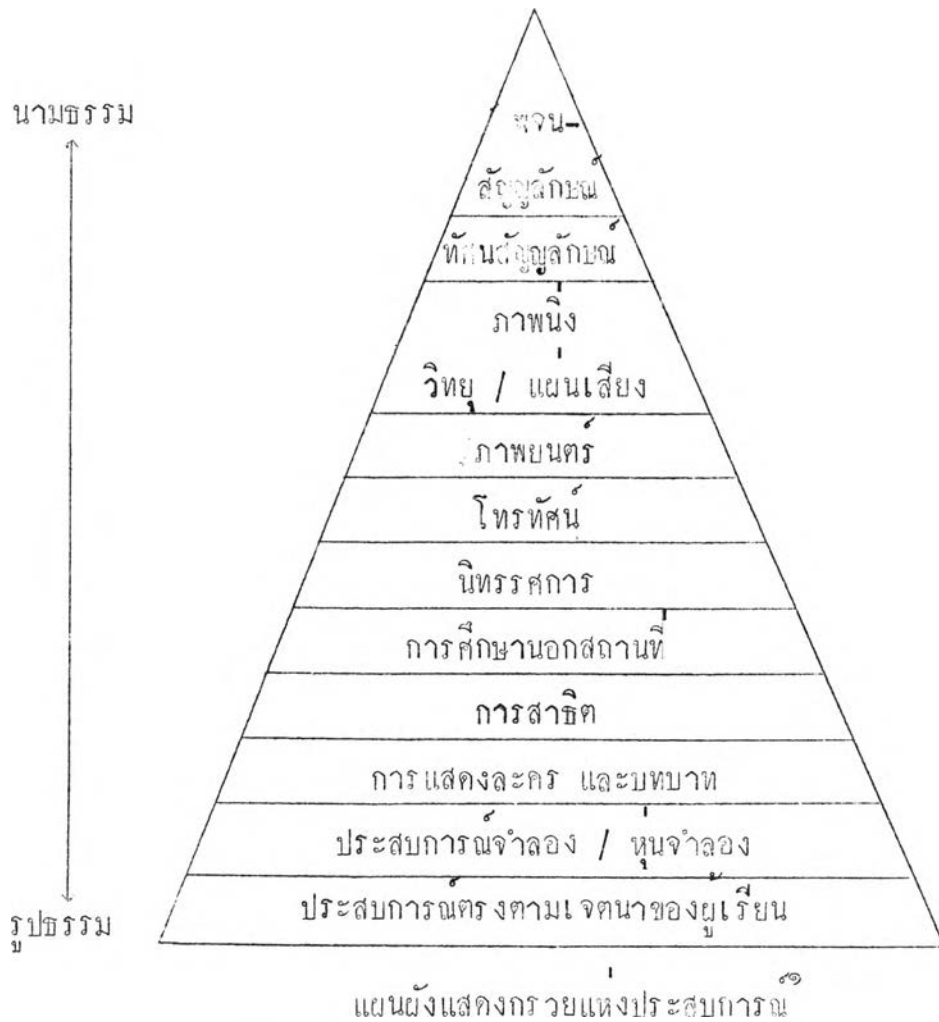 นามธรรม
พจน-
สัญญลักษณ์
ทัศนสัญญลักษณ์
ภาพนิ่ง
วิทยุ / แผ่นเสียง
ภาพยนตร์
โทรทัศน์
นิทรรศการ
การศึกษานอกสถานที่
การสาธิต
การแสดงละคร และบทบาท
ประสบการณ์จำลอง / หุ่นจำลอง
ประสบการณ์ตรงตามเจตนาของผู้เรียน
รูปธรรม
แผนผังแสดงกรวยแห่งประสบการณ์๑